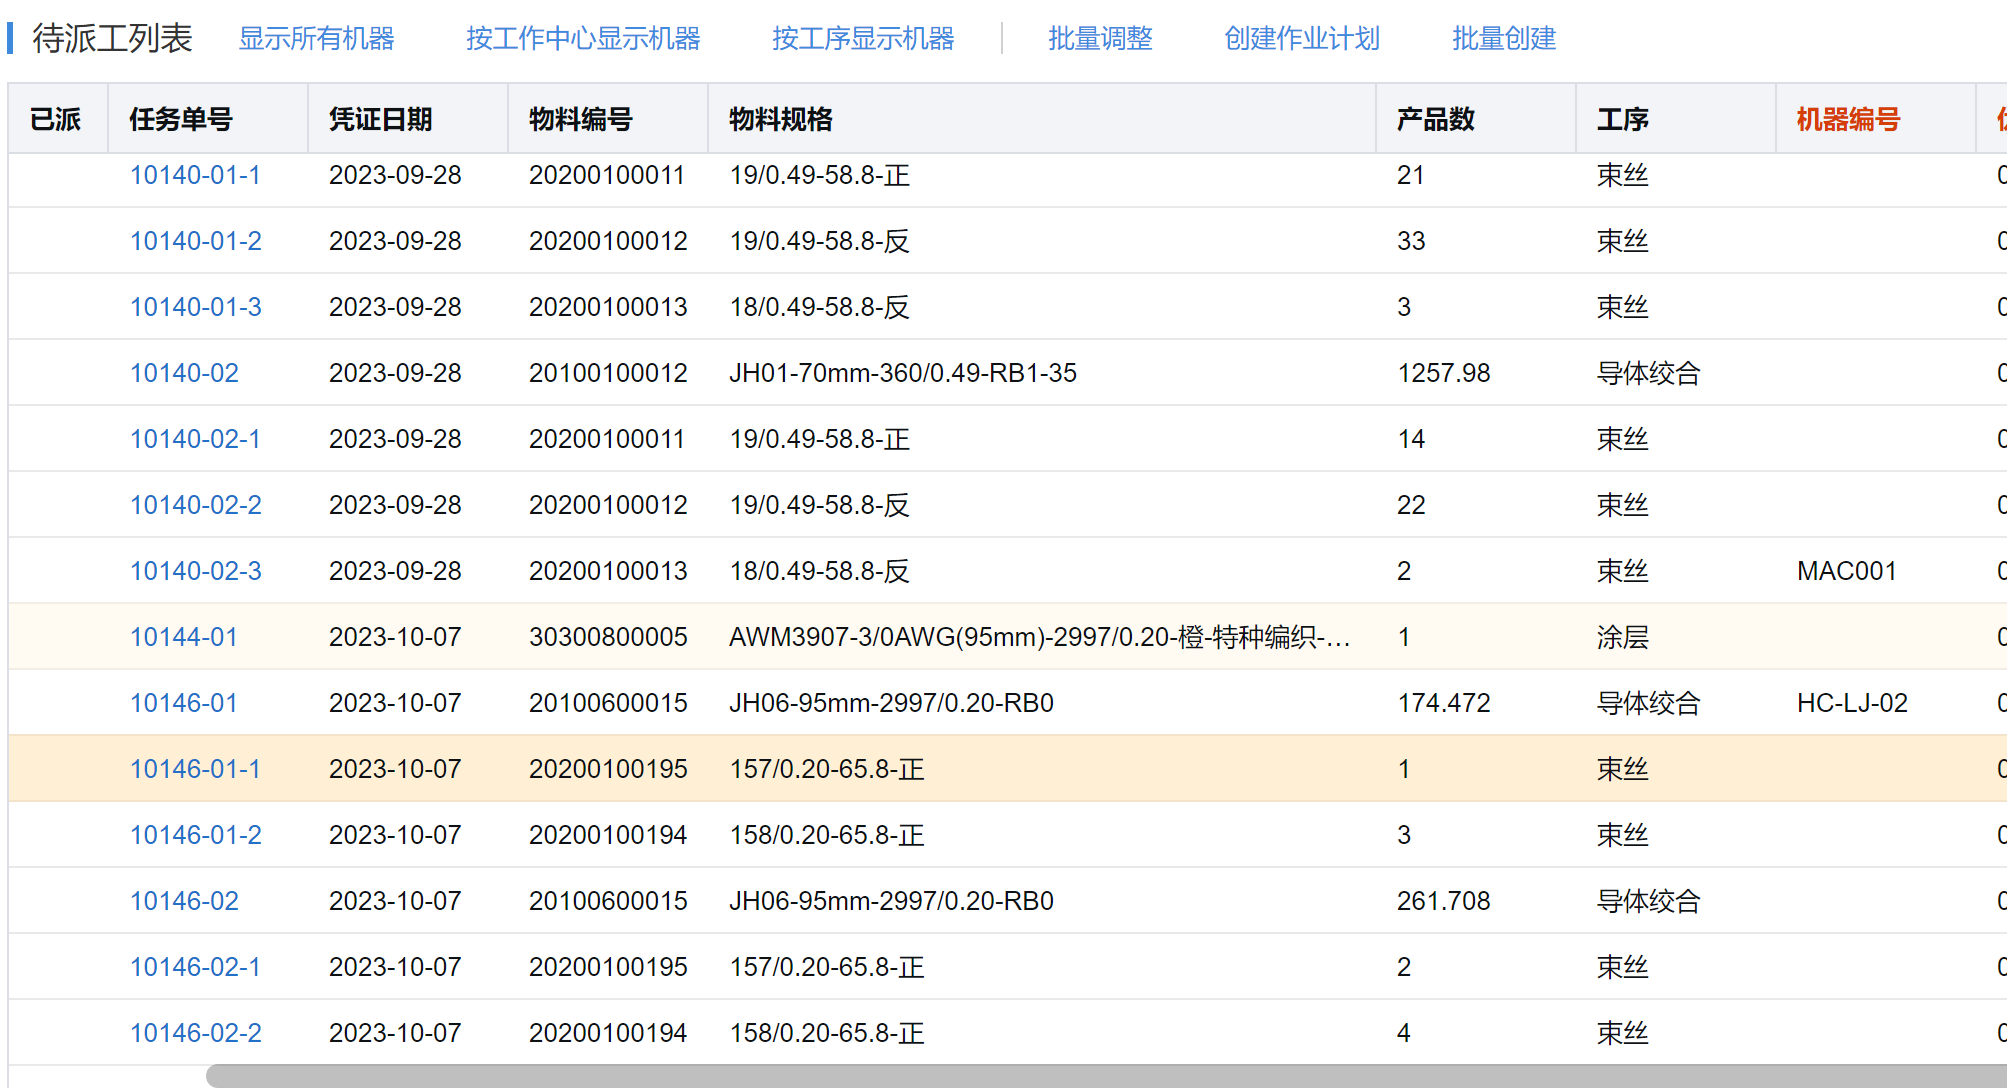 待派工列表 显示所有机器 按工作中心显示机器 按工序显示机器 批量调整 创建作业计划 批量创建
已派 任务单号 凭证日期 物料编号 物料规格 产品数 工序 机器编号
10140-01-1 2023-09-28 20200100011 19/0.49-58.8-正 21 束丝
10140-01-2 2023-09-28 20200100012 19/0.49-58.8-反 33 束丝
10140-01-3 2023-09-28 20200100013 18/0.49-58.8-反 3 束丝
10140-02 2023-09-28 20100100012 JH01-70mm-360/0.49-RB1-35 1257.98 导体绞合
10140-02-1 2023-09-28 20200100011 19/0.49-58.8-正 14 束丝
10140-02-2 2023-09-28 20200100012 19/0.49-58.8-反 22 束丝
10140-02-3 2023-09-28 20200100013 18/0.49-58.8-反 2 束丝 MAC001
10144-01 2023-10-07 30300800005 AWM3907-3/0AWG(95mm)-2997/0.20-橙-特种编织-... 1 涂层
10146-01 2023-10-07 20100600015 JH06-95mm-2997/0.20-RB0 174.472 导体绞合 HC-LJ-02
10146-01-1 2023-10-07 20200100195 157/0.20-65.8-正 1 束丝
10146-01-2 2023-10-07 20200100194 158/0.20-65.8-正 3 束丝
10146-02 2023-10-07 20100600015 JH06-95mm-2997/0.20-RB0 261.708 导体绞合
10146-02-1 2023-10-07 20200100195 157/0.20-65.8-正 2 束丝
10146-02-2 2023-10-07 20200100194 158/0.20-65.8-正 4 束丝